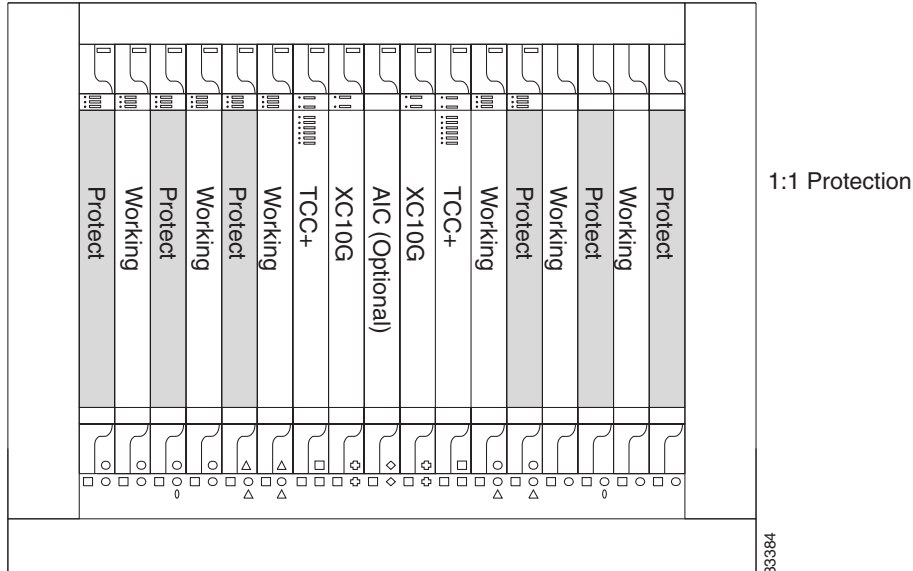 Protect
Working
Protect
Working
Protect
Working
TCC+
XC10G
AIC (Optional)
XC10G
TCC+
Working
Protect
Working
Protect
Working
Protect
1:1 Protection
33384